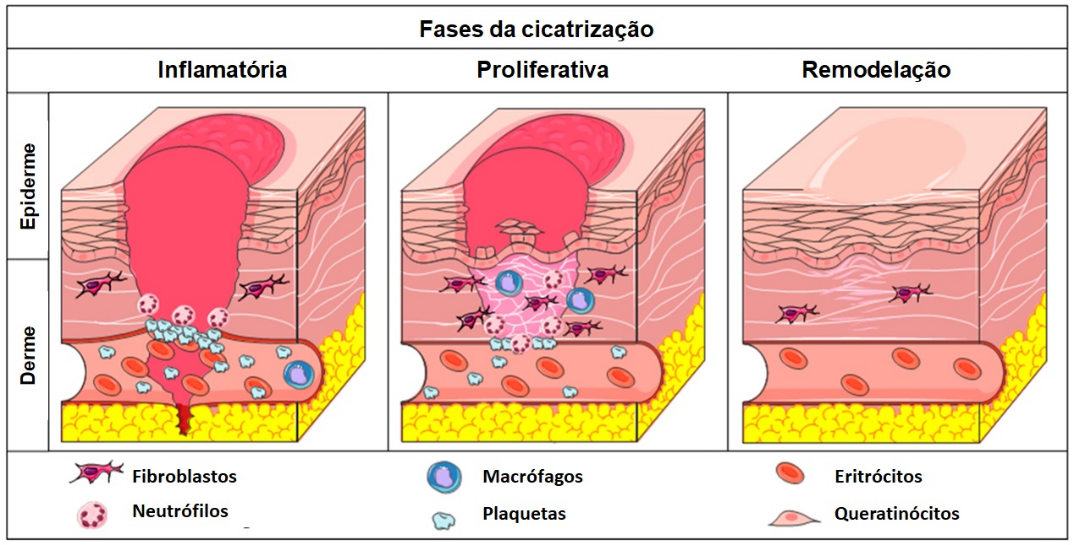 Fases da cicatrização
Inflamatória
Proliferativa
Remodelação
Epiderme
Derme
Fibroblastos
Macrófagos
Eritrócitos
Neutrófilos
Plaquetas
Queratinócitos